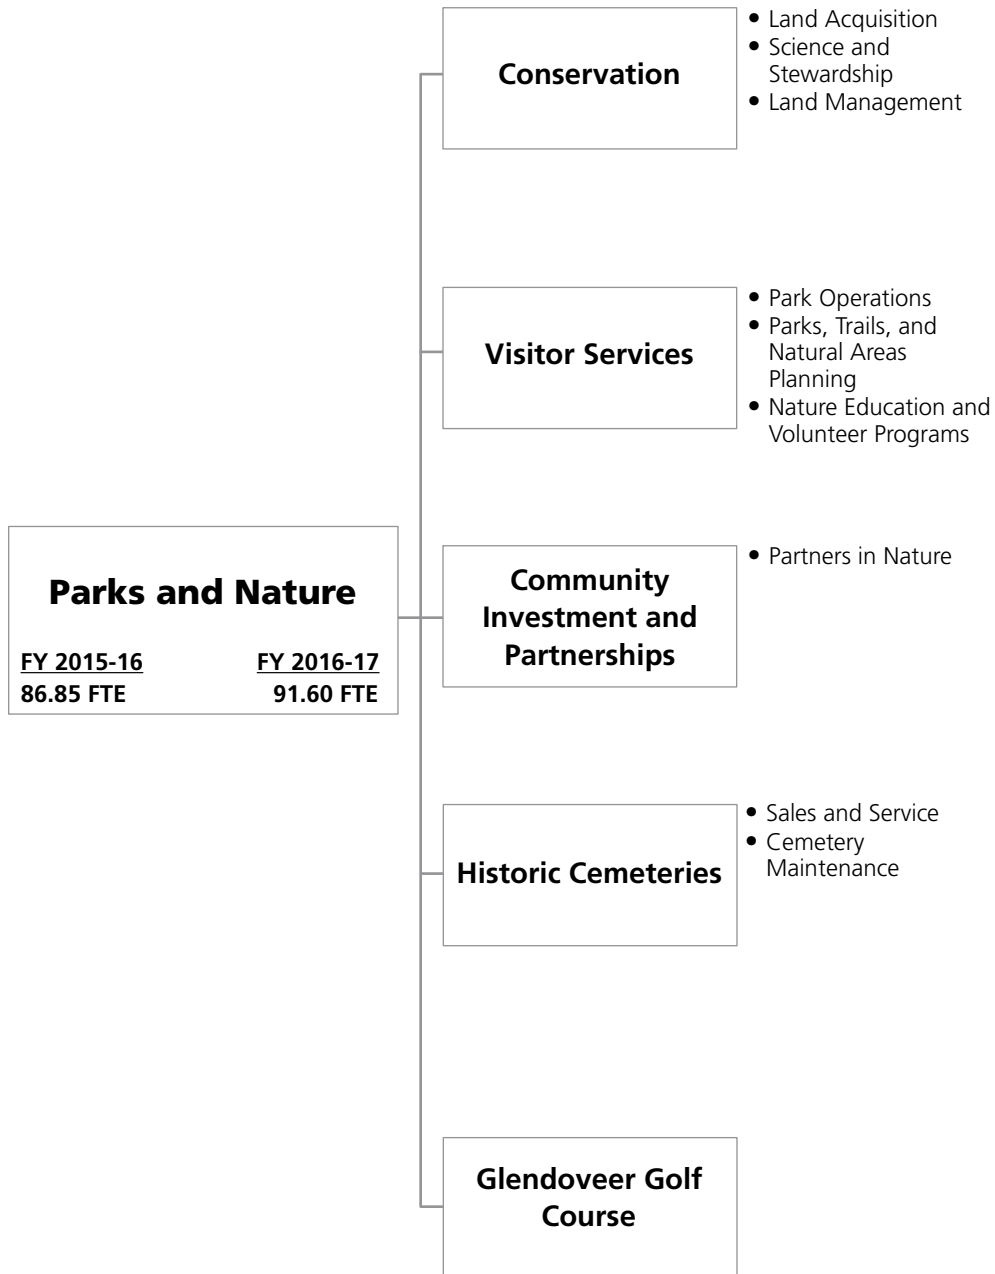 Conservation
• Land Acquisition
• Science and
Stewardship
• Land Management
Visitor Services
• Park Operations
• Parks, Trails, and
Natural Areas
Planning
• Nature Education and
Volunteer Programs
Parks and Nature
FY 2015-16 FY 2016-17
86.85 FTE 91.60 FTE
Community
Investment and
Partnerships
• Partners in Nature
Historic Cemeteries
• Sales and Service
• Cemetery
Maintenance
Glendoveer Golf
Course